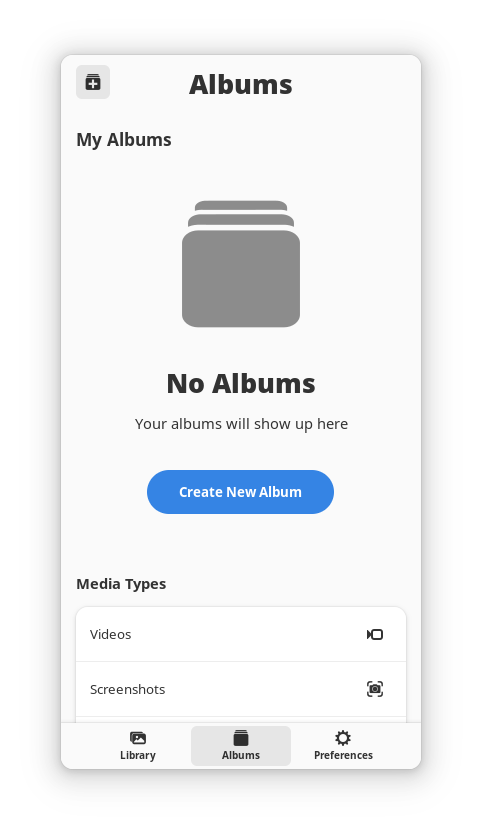 Albums
My Albums
No Albums
Your albums will show up here
Create New Album
Media Types
Videos
Screenshots
Library
Albums
Preferences